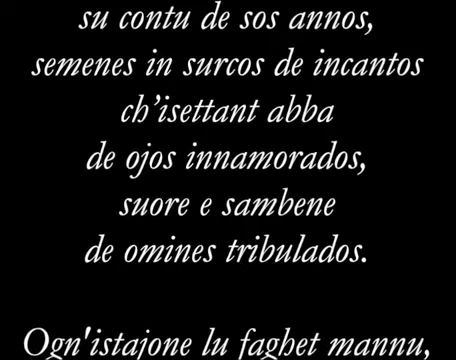 su contu de sos annos,
semenes in surcos de incantos
ch’isettant abba
de ojos innamorados,
suore e sambene
de omines tribulados.
Ogn'istajone lu faghet mannu,